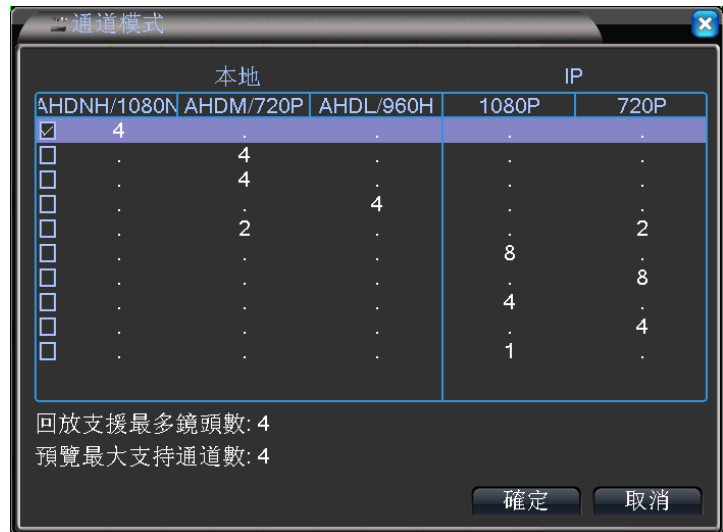 通道模式
本地 IP
AHDNH/1080N AHDM/720P AHDL/960H 1080P 720P
4 . . . .
. 4 . . .
. 4 . . .
. . 4 . .
. 2 . . 2
. . . 8 .
. . . . 8
. . . 4 .
. . . . 4
. . . 1 .
回放支援最多鏡頭數: 4
預覽最大支持通道數: 4
確定 取消